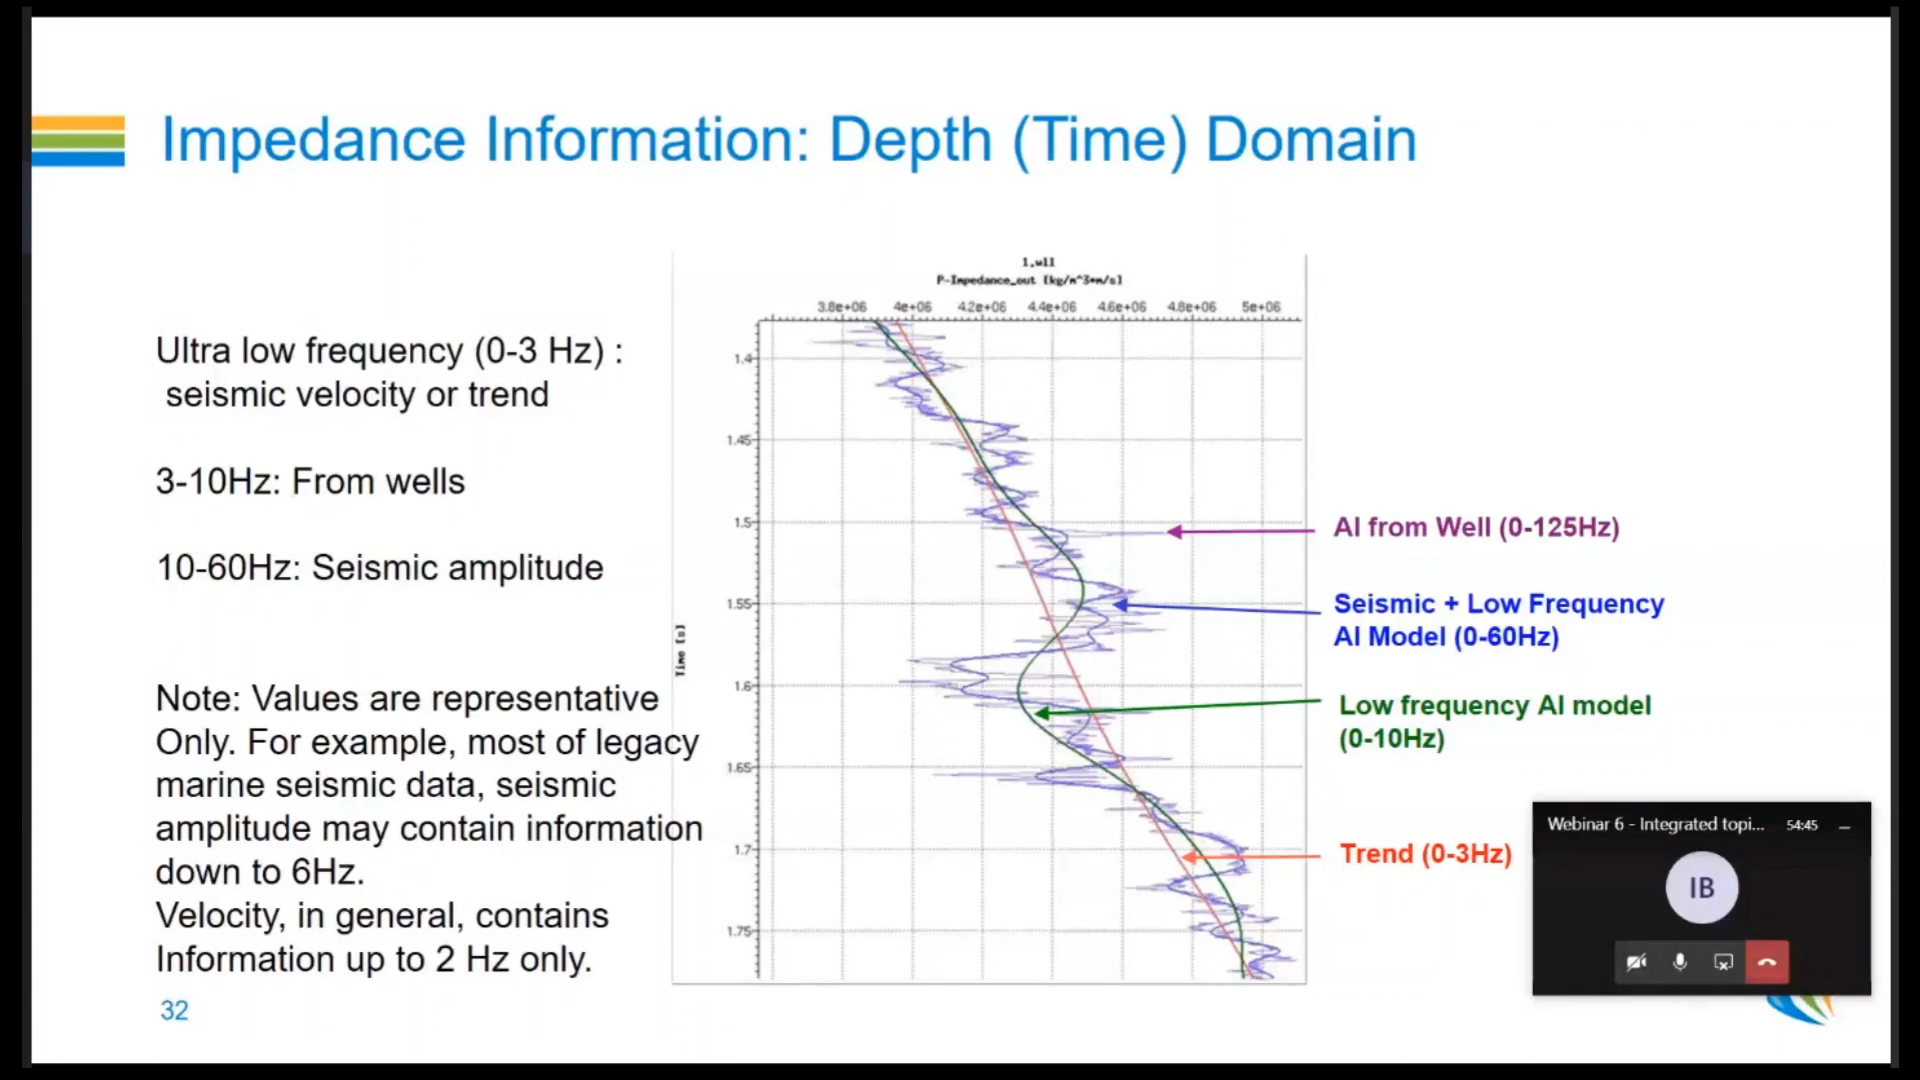 Impedance Information: Depth (Time) Domain
Ultra low frequency (0-3 Hz) :
seismic velocity or trend
3-10Hz: From wells
10-60Hz: Seismic amplitude
Note: Values are representative
Only. For example, most of legacy
marine seismic data, seismic
amplitude may contain information
down to 6Hz.
Velocity, in general, contains
Information up to 2 Hz only.
32
1,wll
P-Impedance_out [kg/m^3*m/s]
3.8e+06 4e+06 4.2e+06 4.4e+06 4.6e+06 4.8e+06 5e+06
Time [s]
1.4
1.45
1.5
1.55
1.6
1.65
1.7
1.75
AI from Well (0-125Hz)
Seismic + Low Frequency
AI Model (0-60Hz)
Low frequency AI model
(0-10Hz)
Trend (0-3Hz)
Webinar 6 - Integrated topi... 54:45
IB